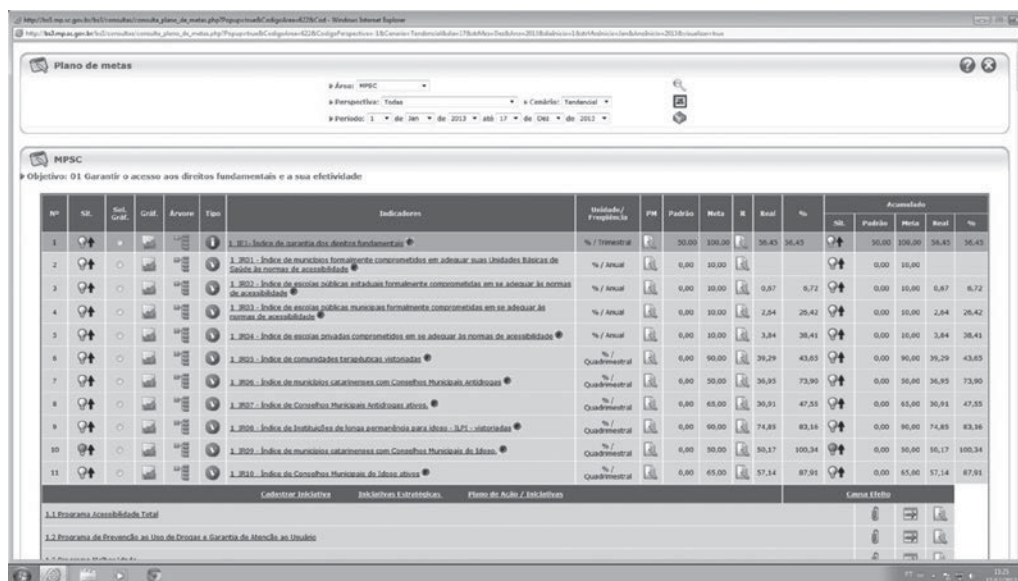 Plano de metas
Área: MPSC
Perspectiva: Todas Cenário: Tendencial
Período: 1 de Jan de 2013 até 17 de Dez de 2013
MPSC
Objetivo: 01 Garantir o acesso aos direitos fundamentais e a sua efetividade
Acumulado
Nº Sit. Sel. Gráf. Gráf. Árvore Tipo Indicadores Unidade/ Freqüência PM Padrão Meta R Real % Sit. Padrão Meta Real %
1 1_IE1- Índice de garantia dos direitos fundamentais % / Trimestral 50,00 100,00 56,45 56,45 50,00 100,00 56,45 56,45
2 1_IR01 - Índice de municípios formalmente comprometidos em adequar suas Unidades Básicas de Saúde às normas de acessibilidade % / Anual 0,00 10,00 0,00 10,00
3 1_IR02 - Índice de escolas públicas estaduais formalmente comprometidas em se adequar às normas de acessibilidade % / Anual 0,00 10,00 0,67 6,72 0,00 10,00 0,67 6,72
4 1_IR03 - Índice de escolas públicas municipais formalmente comprometidas em se adequar às normas de acessibilidade % / Anual 0,00 10,00 2,64 26,42 0,00 10,00 2,64 26,42
5 1_IR04 - Índice de escolas privadas comprometidos em se adequar às normas de acessibilidade % / Anual 0,00 10,00 3,84 38,41 0,00 10,00 3,84 38,41
6 1_IR05 - Índice de comunidades terapêuticas vistoriadas % / Quadrimestral 0,00 90,00 39,29 43,65 0,00 90,00 39,29 43,65
7 1_IR06 - Índice de municípios catarinenses com Conselhos Municipais Antidrogas % / Quadrimestral 0,00 50,00 36,95 73,90 0,00 50,00 36,95 73,90
8 1_IR07 - Índice de Conselhos Municipais Antidrogas ativos. % / Quadrimestral 0,00 65,00 30,91 47,55 0,00 65,00 30,91 47,55
9 1_IR08 - Índice de Instituições de longa permanência para idoso - ILPI - vistoriadas % / Quadrimestral 0,00 90,00 74,85 83,16 0,00 90,00 74,85 83,16
10 1_IR09 - Índice de municípios catarinenses com Conselhos Municipais do Idoso. % / Quadrimestral 0,00 50,00 50,17 100,34 0,00 50,00 50,17 100,34
11 1_IR10 - Índice de Conselhos Municipais do Idoso ativos % / Quadrimestral 0,00 65,00 57,14 87,91 0,00 65,00 57,14 87,91
Cadastrar Iniciativa Iniciativas Estratégicas Plano de Ação / Iniciativas Causa Efeito
1.1 Programa Acessibilidade Total
1.2 Programa de Prevenção ao Uso de Drogas e Garantia de Atenção ao Usuário
PT